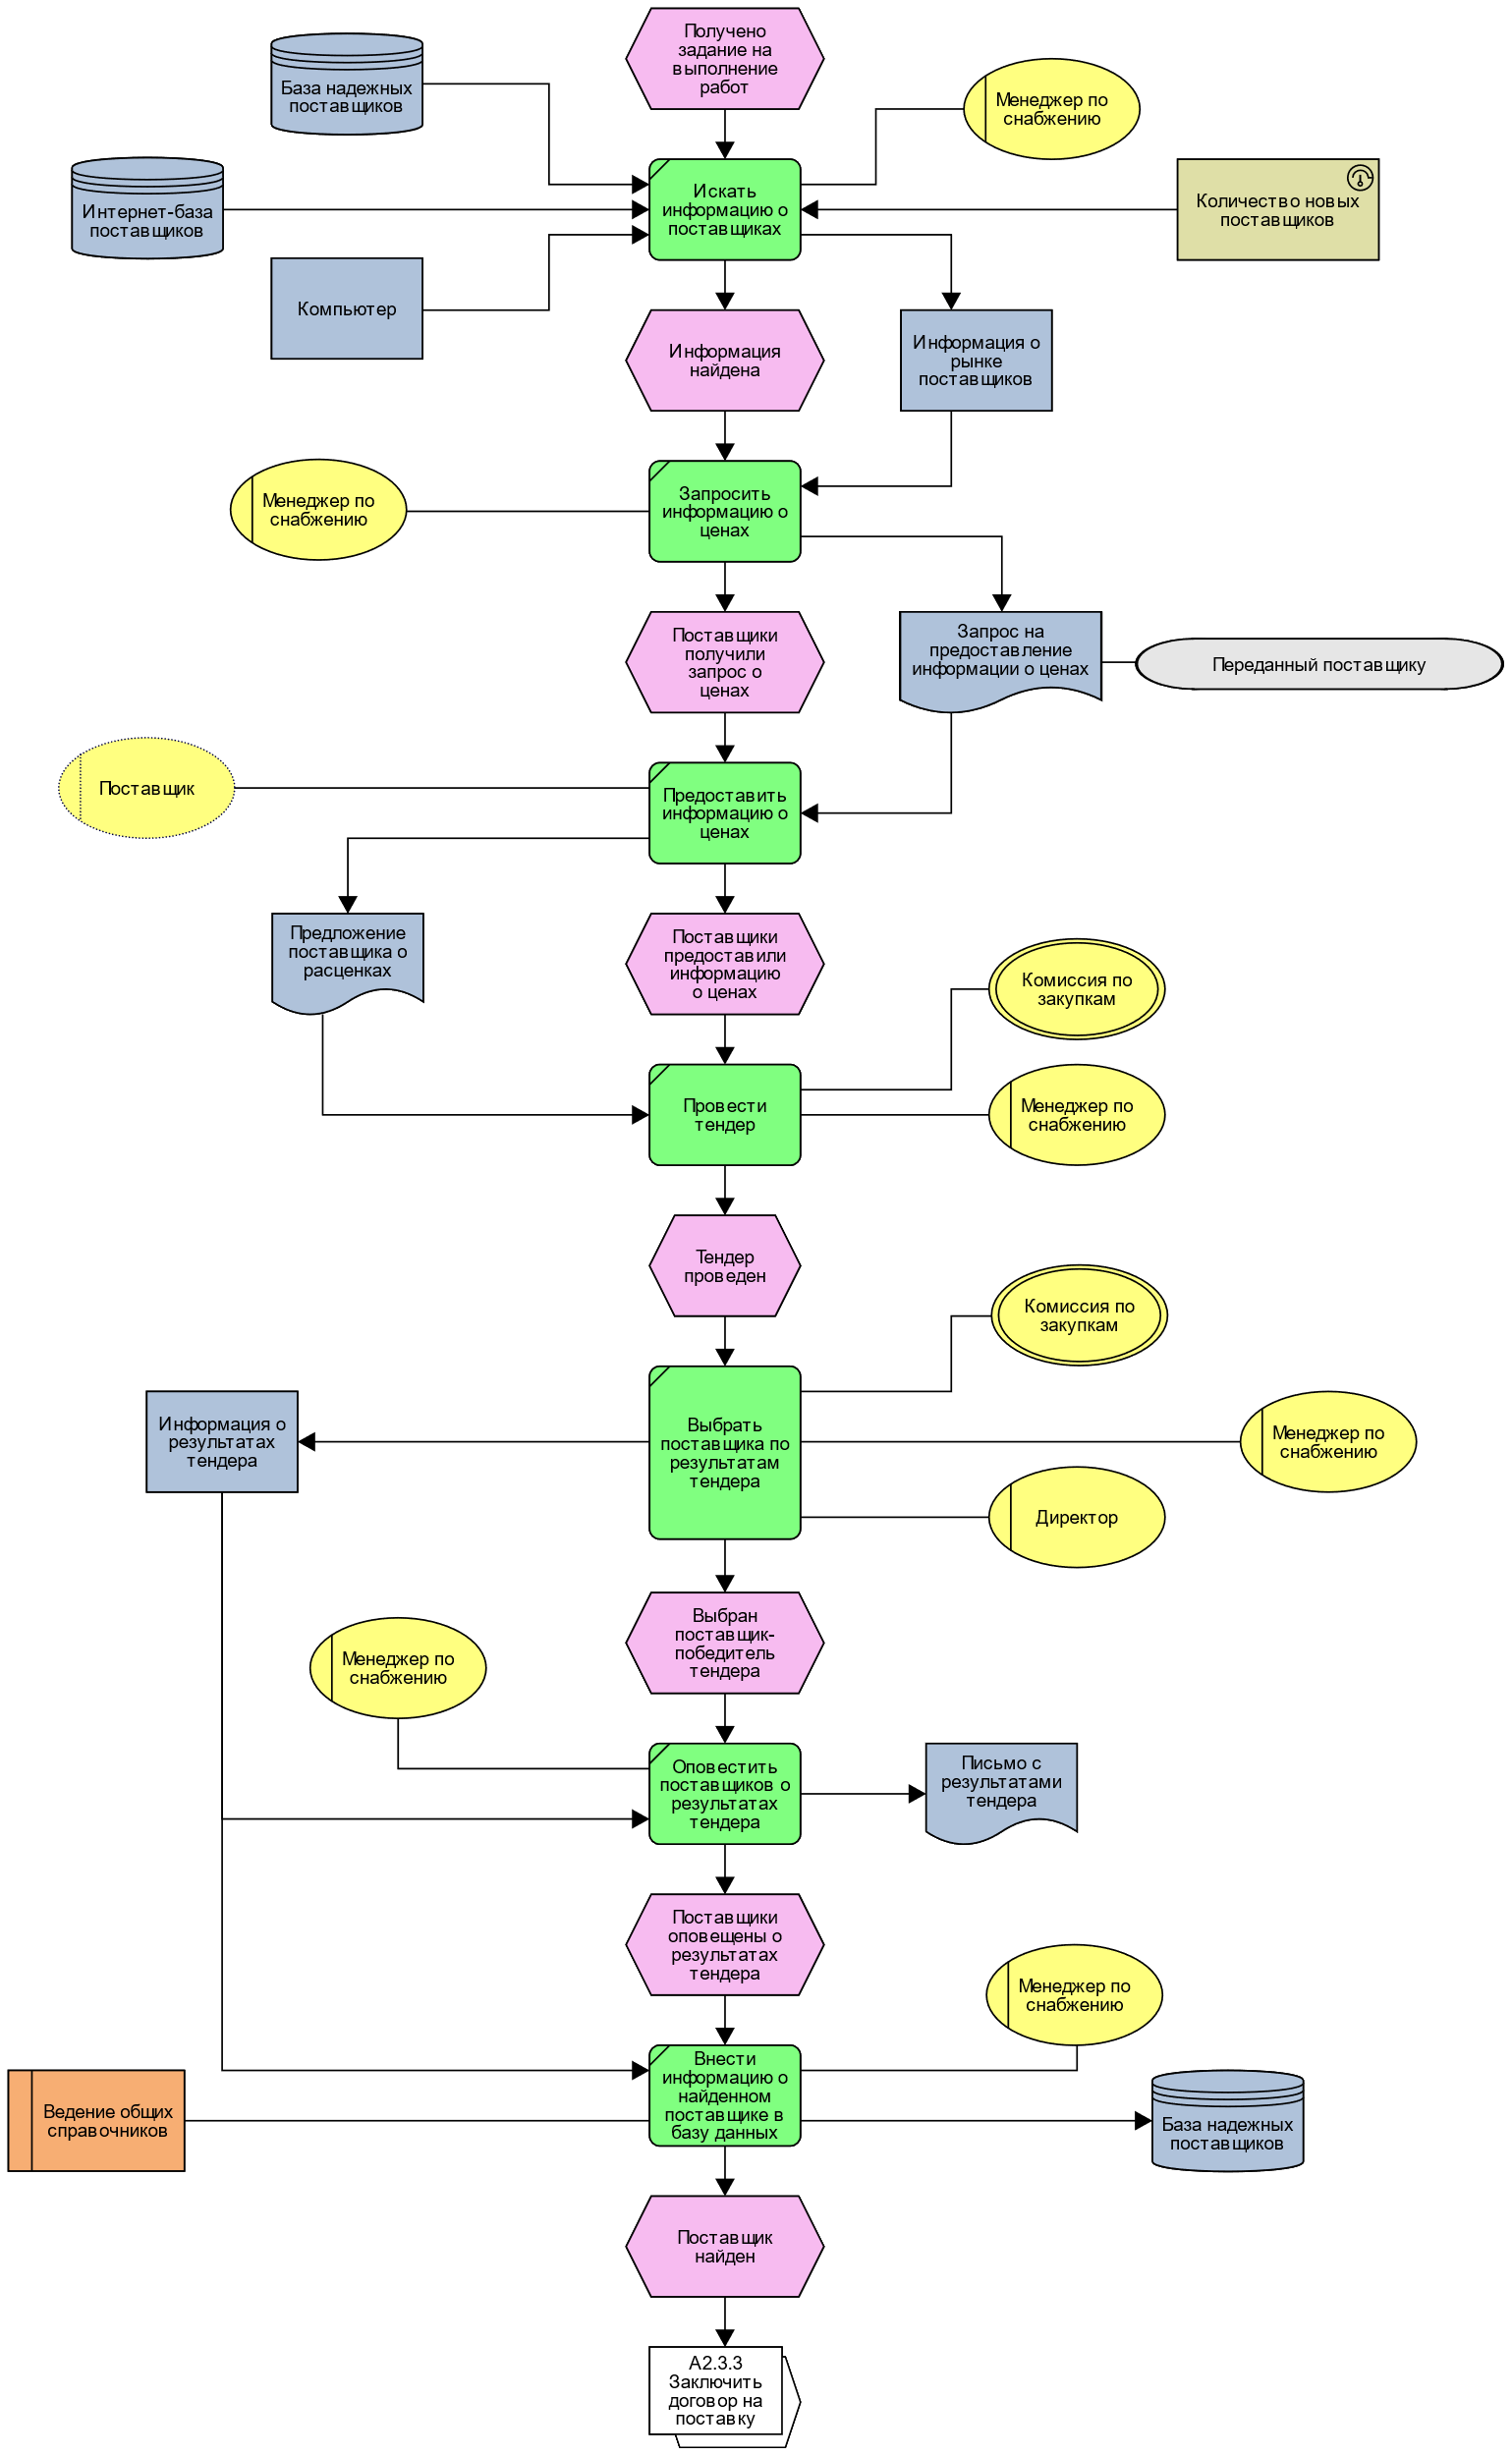 Получено
задание на
выполнение
работ
База надежных
поставщиков
Менеджер по
снабжению
Интернет-база
поставщиков
Искать
информацию о
поставщиках
Количество новых
поставщиков
Компьютер
Информация
найдена
Информация о
рынке
поставщиков
Менеджер по
снабжению
Запросить
информацию о
ценах
Поставщики
получили
запрос о
ценах
Запрос на
предоставление
информации о ценах
Переданный поставщику
Поставщик
Предоставить
информацию о
ценах
Предложение
поставщика о
расценках
Поставщики
предоставили
информацию
о ценах
Комиссия по
закупкам
Провести
тендер
Менеджер по
снабжению
Тендер
проведен
Комиссия по
закупкам
Информация о
результатах
тендера
Выбрать
поставщика по
результатам
тендера
Менеджер по
снабжению
Директор
Выбран
поставщик-
победитель
тендера
Менеджер по
снабжению
Оповестить
поставщиков о
результатах
тендера
Письмо с
результатами
тендера
Поставщики
оповещены о
результатах
тендера
Менеджер по
снабжению
Ведение общих
справочников
Внести
информацию о
найденном
поставщике в
базу данных
База надежных
поставщиков
Поставщик
найден
A2.3.3
Заключить
договор на
поставку